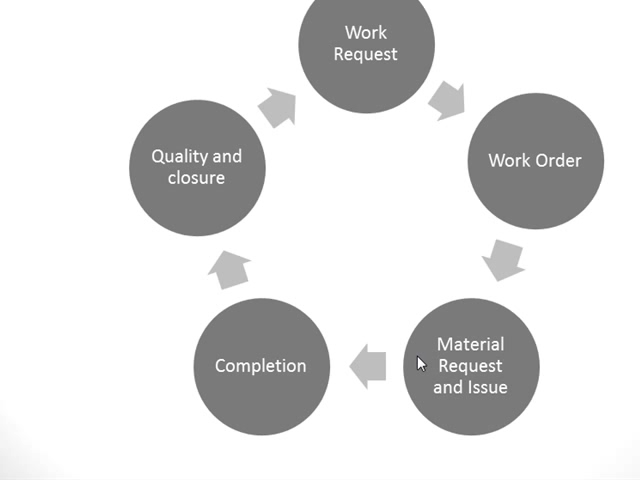 Work
Request
Work Order
Material
Request
and Issue
Completion
Quality and
closure